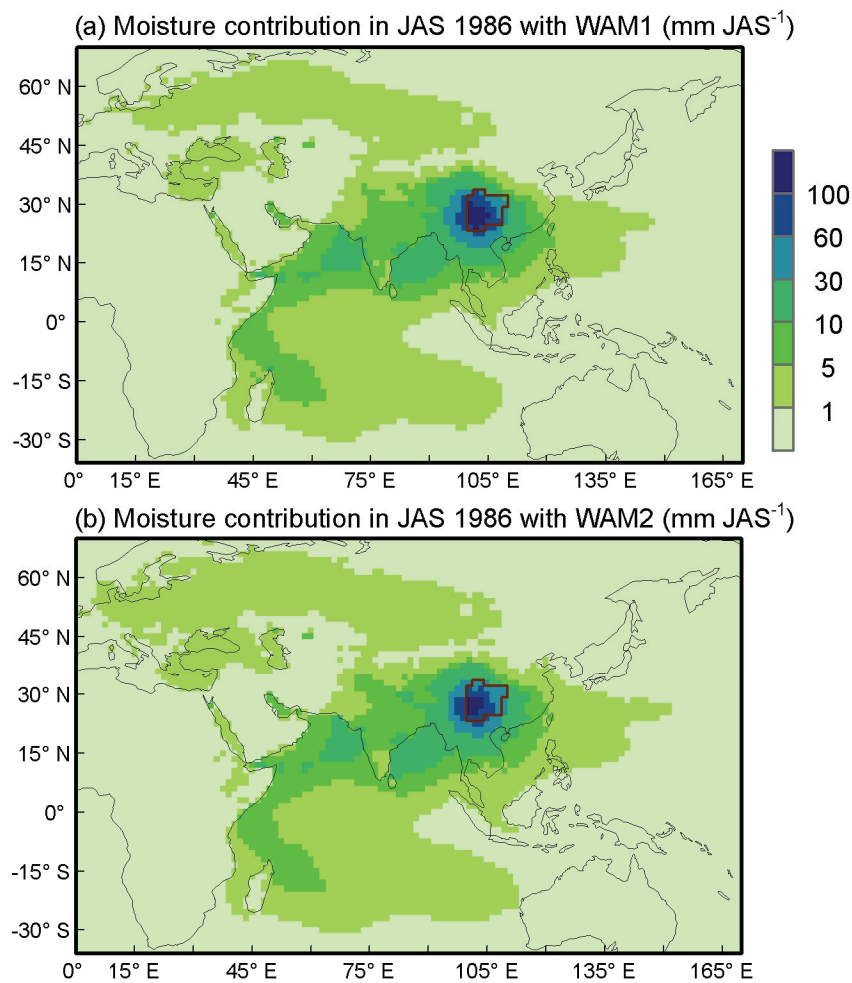 (a) Moisture contribution in JAS 1986 with WAM1 (mm JAS⁻¹)
60° N
45° N
30° N
15° N
0°
-15° S
-30° S
0° 15° E 45° E 75° E 105° E 135° E 165° E
100
60
30
10
5
1
(b) Moisture contribution in JAS 1986 with WAM2 (mm JAS⁻¹)
60° N
45° N
30° N
15° N
0°
-15° S
-30° S
0° 15° E 45° E 75° E 105° E 135° E 165° E